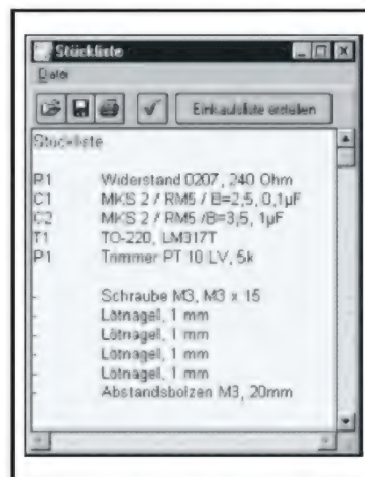 Stückliste
Datei
Einkaufsliste erstellen
Stückliste
R1 Widerstand 0207, 240 Ohm
C1 MKS 2 / RM5 / B=2,5, 0,1µF
C2 MKS 2 / RM5 /B=3,5, 1µF
T1 TO-220, LM317T
P1 Trimmer PT 10 LV, 5k
- Schraube M3, M3 x 15
- Lötnagel, 1 mm
- Lötnagel, 1 mm
- Lötnagel, 1 mm
- Lötnagel, 1 mm
- Abstandsbolzen M3, 20mm